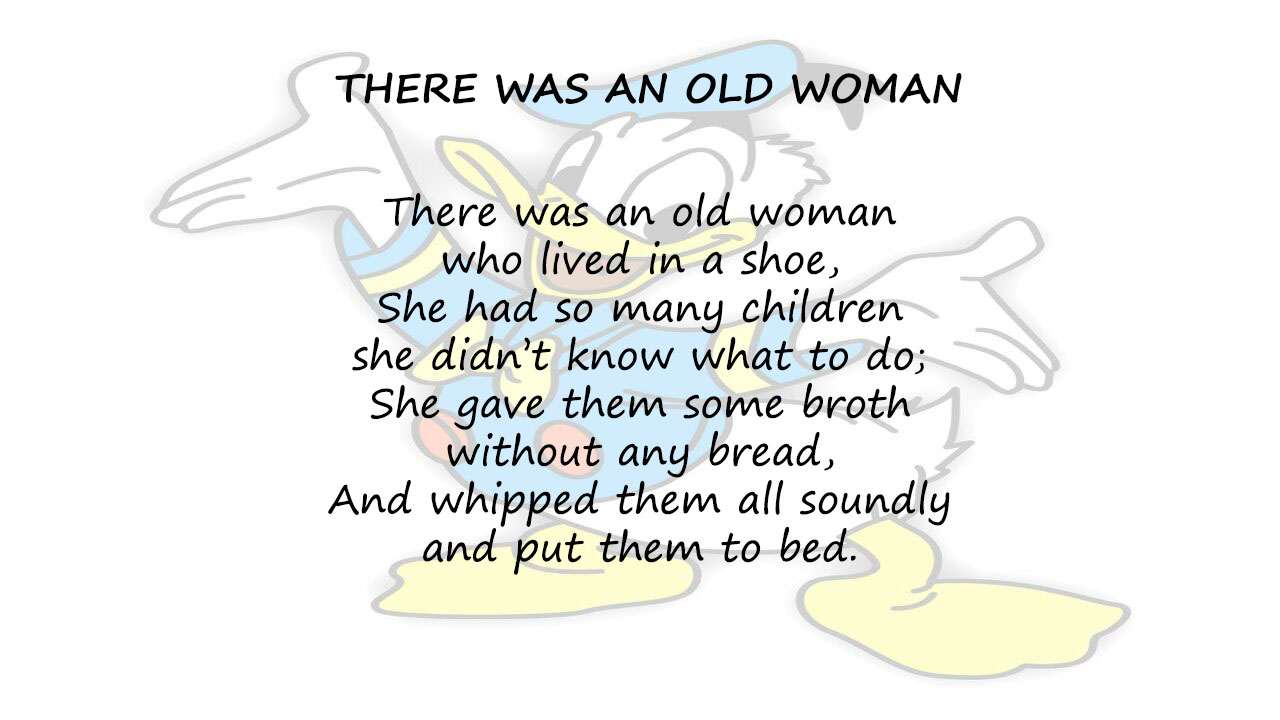 THERE WAS AN OLD WOMAN
There was an old woman
who lived in a shoe,
She had so many children
she didn’t know what to do;
She gave them some broth
without any bread,
And whipped them all soundly
and put them to bed.